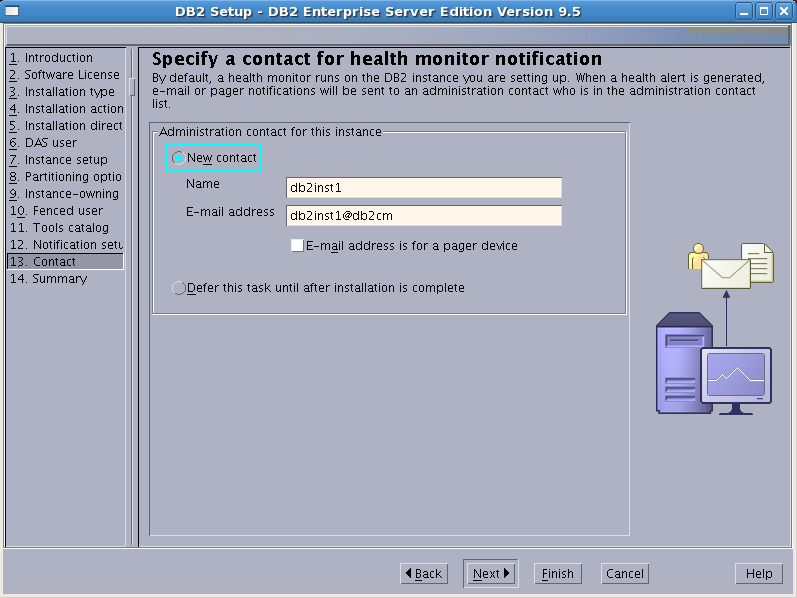 DB2 Setup - DB2 Enterprise Server Edition Version 9.5
1. Introduction
2. Software License
3. Installation type
4. Installation action
5. Installation direct
6. DAS user
7. Instance setup
8. Partitioning optio
9. Instance-owning
10. Fenced user
11. Tools catalog
12. Notification setu
13. Contact
14. Summary
Specify a contact for health monitor notification
By default, a health monitor runs on the DB2 instance you are setting up. When a health alert is generated,
e-mail or pager notifications will be sent to an administration contact who is in the administration contact
list.
Administration contact for this instance
New contact
Name
db2inst1
E-mail address
db2inst1@db2cm
E-mail address is for a pager device
Defer this task until after installation is complete
Back
Next
Finish
Cancel
Help